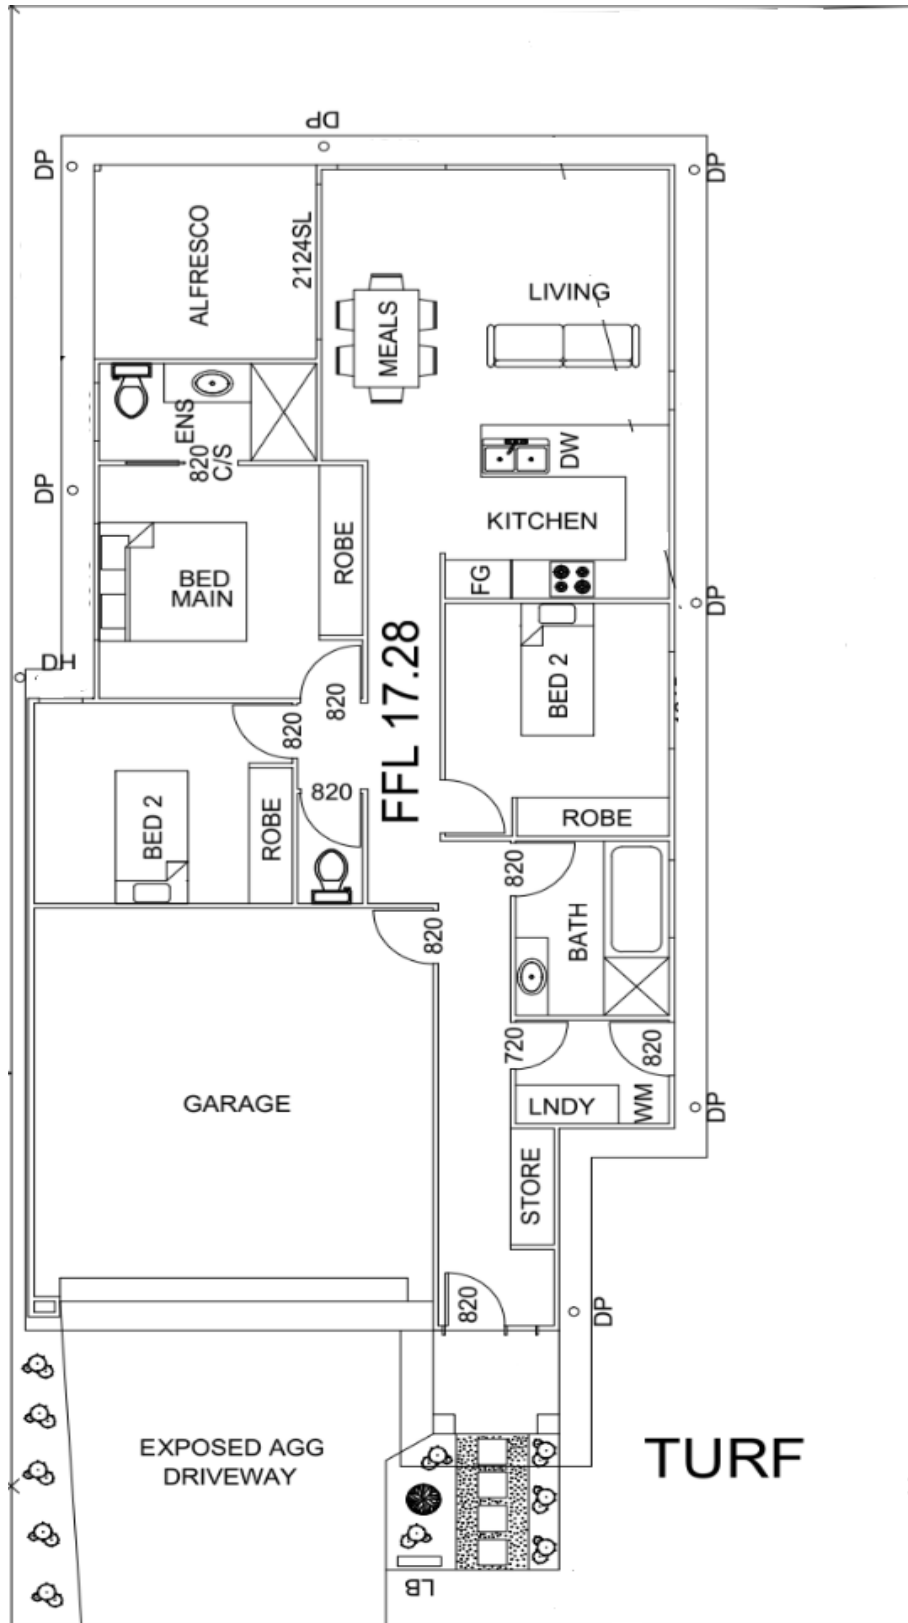 DP
DP
DP
ALFRESCO
2124SL
LIVING
MEALS
ENS
820
C/S
DW
DP
KITCHEN
ROBE
BED
MAIN
FG
DP
DH
BED 2
820
820
FFL 17.28
820
ROBE
BED 2
ROBE
820
820
BATH
720
820
GARAGE
LNDY
WM
DP
STORE
820
DP
EXPOSED AGG
DRIVEWAY
TURF
LB